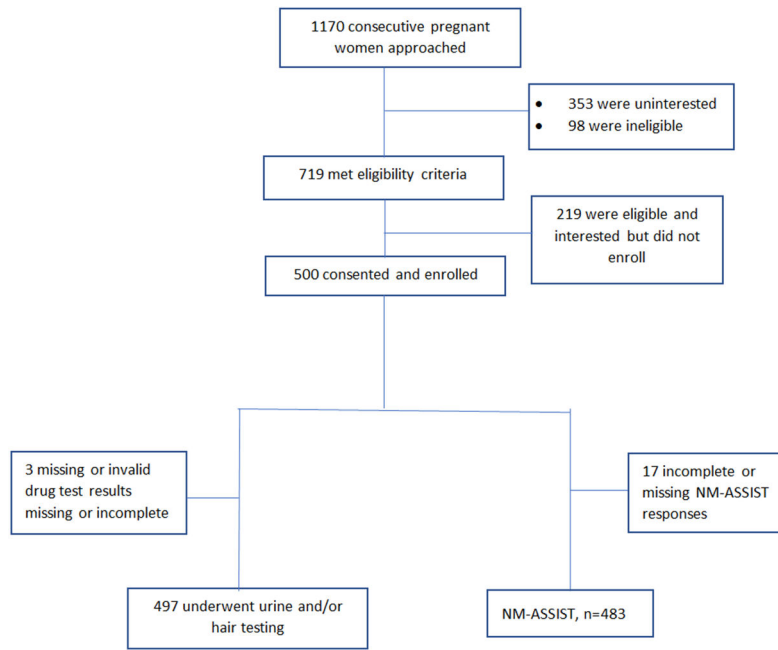 1170 consecutive pregnant
women approached
• 353 were uninterested
• 98 were ineligible
719 met eligibility criteria
219 were eligible and
interested but did not
enroll
500 consented and enrolled
3 missing or invalid
drug test results
missing or incomplete
17 incomplete or
missing NM-ASSIST
responses
497 underwent urine and/or
hair testing
NM-ASSIST, n=483